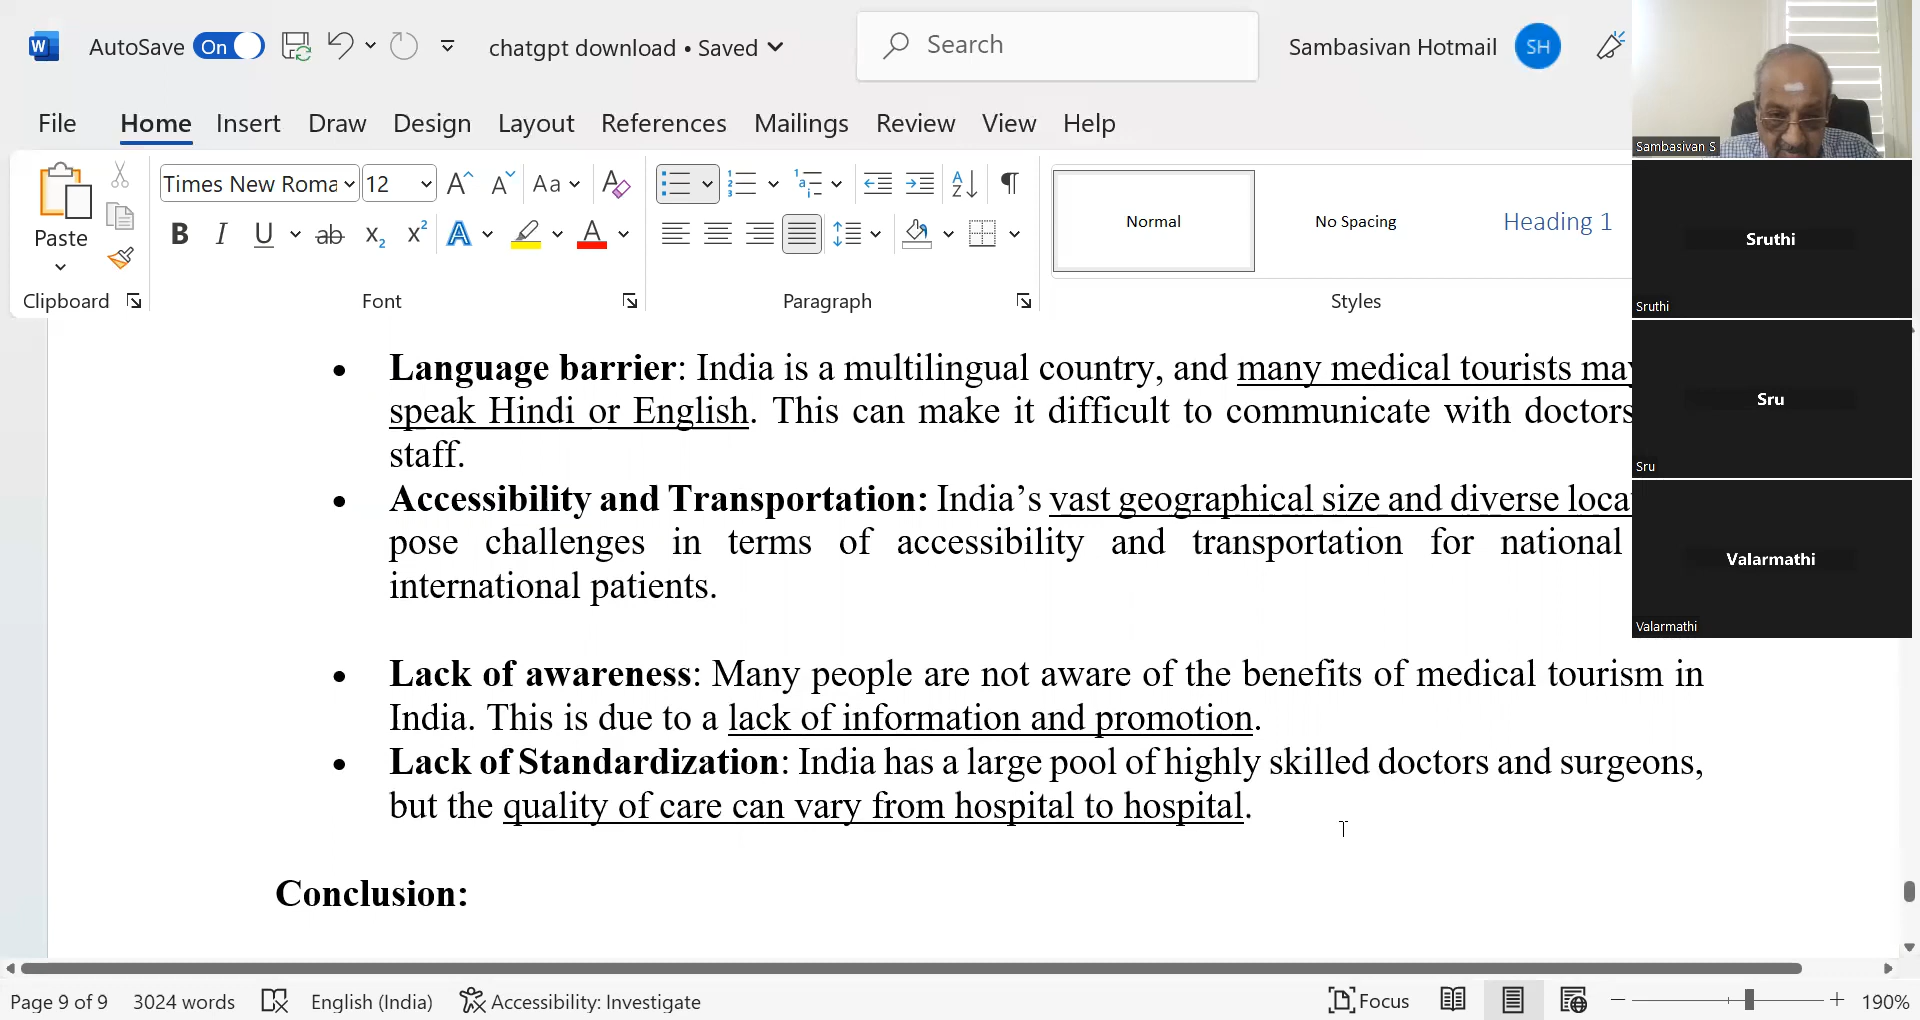 AutoSave On chatgpt download • Saved Search Sambasivan Hotmail SH
File Home Insert Draw Design Layout References Mailings Review View Help
Paste Times New Roma 12 Aa
Normal No Spacing Heading 1
Clipboard Font Paragraph Styles
Sambasivan S
Sruthi
Sruthi
Sru
Sru
Valarmathi
Valarmathi
• Language barrier: India is a multilingual country, and many medical tourists may
speak Hindi or English. This can make it difficult to communicate with doctors
staff.
• Accessibility and Transportation: India’s vast geographical size and diverse
pose challenges in terms of accessibility and transportation for national
international patients.
• Lack of awareness: Many people are not aware of the benefits of medical tourism in
India. This is due to a lack of information and promotion.
• Lack of Standardization: India has a large pool of highly skilled doctors and surgeons,
but the quality of care can vary from hospital to hospital.
Conclusion:
Page 9 of 9 3024 words English (India) Accessibility: Investigate Focus 190%